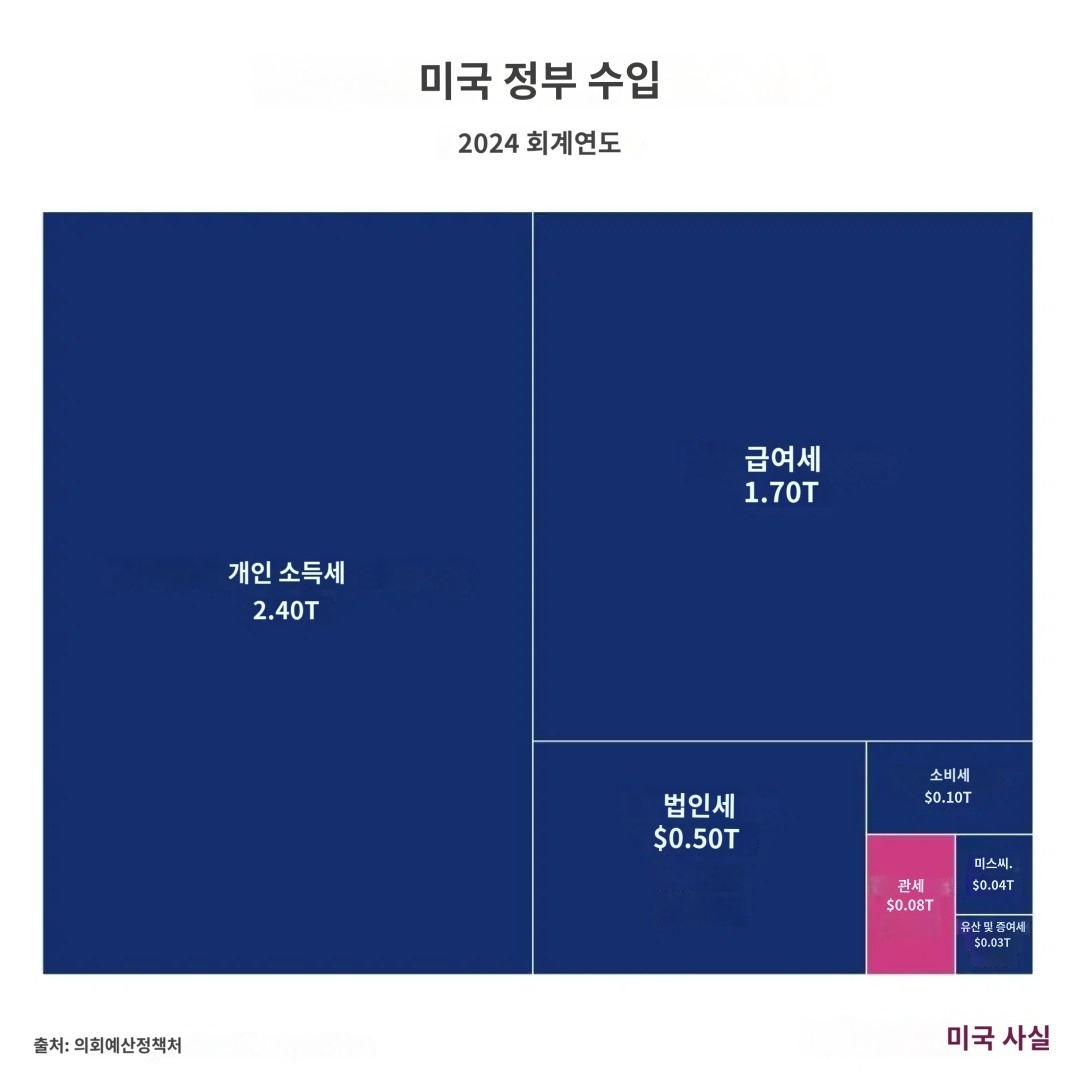 미국 정부 수입
2024 회계연도
개인 소득세
2.40T
급여세
1.70T
법인세
$0.50T
소비세
$0.10T
관세
$0.08T
미스씨.
$0.04T
유산 및 증여세
$0.03T
출처: 의회예산정책처
미국 사실